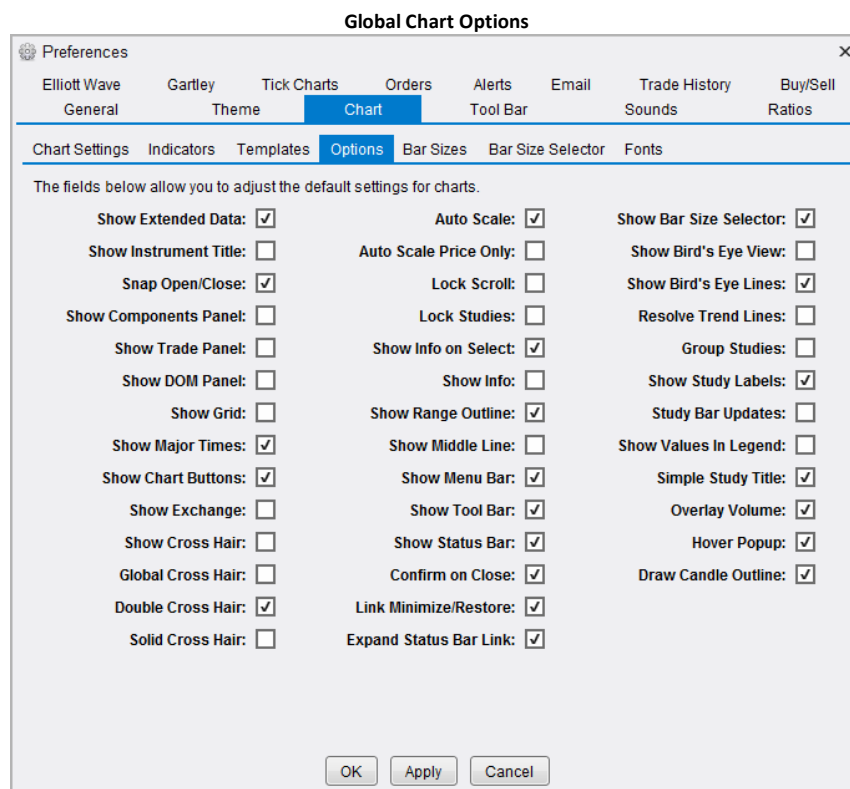 Global Chart Options
Preferences
Elliott Wave Gartley Tick Charts Orders Alerts Email Trade History Buy/Sell
General Theme Chart Tool Bar Sounds Ratios
Chart Settings Indicators Templates Options Bar Sizes Bar Size Selector Fonts
The fields below allow you to adjust the default settings for charts.
Show Extended Data: Auto Scale: Show Bar Size Selector:
Show Instrument Title: Auto Scale Price Only: Show Bird's Eye View:
Snap Open/Close: Lock Scroll: Show Bird's Eye Lines:
Show Components Panel: Lock Studies: Resolve Trend Lines:
Show Trade Panel: Show Info on Select: Group Studies:
Show DOM Panel: Show Info: Show Study Labels:
Show Grid: Show Range Outline: Study Bar Updates:
Show Major Times: Show Middle Line: Show Values In Legend:
Show Chart Buttons: Show Menu Bar: Simple Study Title:
Show Exchange: Show Tool Bar: Overlay Volume:
Show Cross Hair: Show Status Bar: Hover Popup:
Global Cross Hair: Confirm on Close: Draw Candle Outline:
Double Cross Hair: Link Minimize/Restore:
Solid Cross Hair: Expand Status Bar Link:
OK Apply Cancel